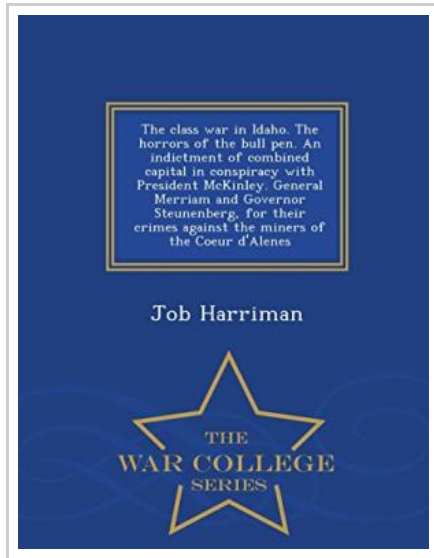 The class war in Idaho. The
horrors of the bull pen. An
indictment of combined
capital in conspiracy with
President McKinley. General
Merriam and Governor
Steunenberg, for their
crimes against the miners of
the Coeur d'Alenes
Job Harriman
THE
WAR COLLEGE
SERIES